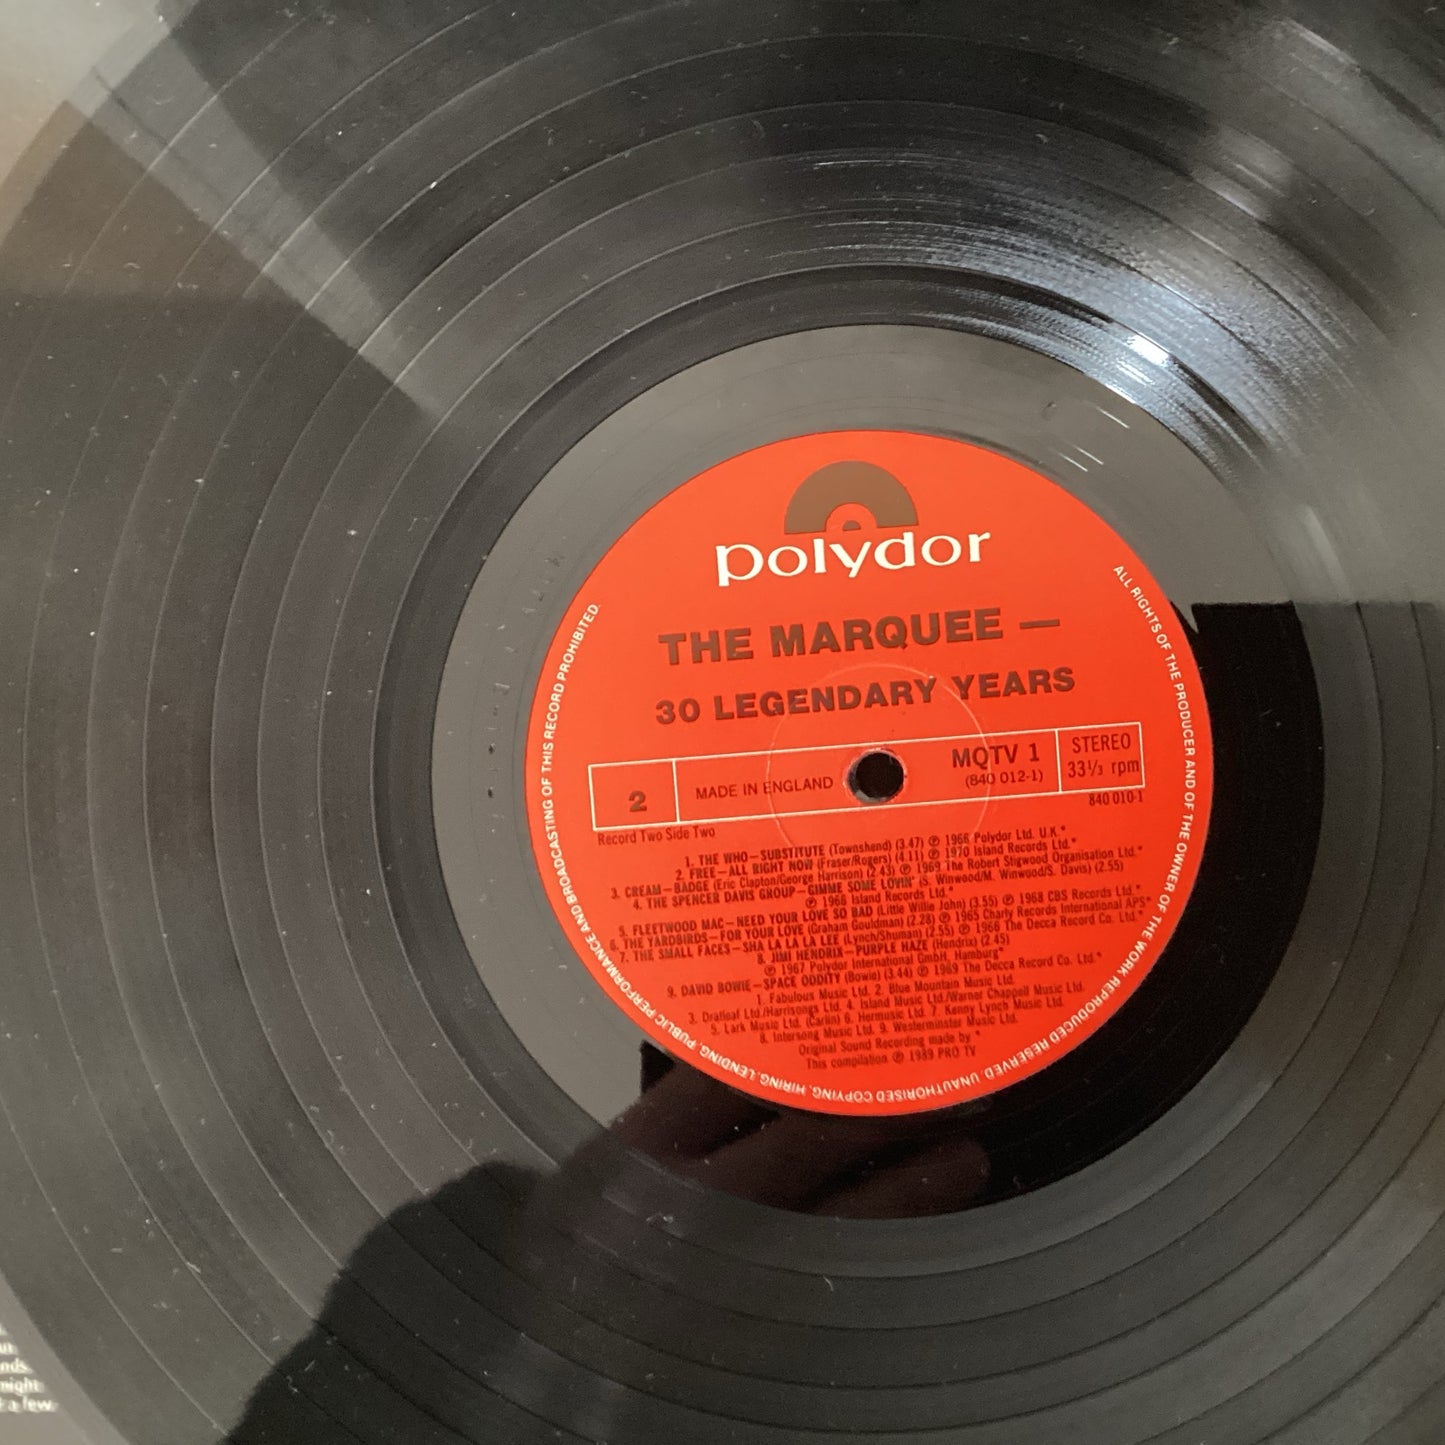 polydor
THE MARQUEE —
30 LEGENDARY YEARS
2
MADE IN ENGLAND
MQTV 1
(840 012-1)
STEREO
33⅓ rpm
840 010-1
Record Two Side Two
1. THE WHO – SUBSTITUTE (Townshend) (3.47) ℗ 1966 Polydor Ltd. U.K.*
2. FREE – ALL RIGHT NOW (Fraser/Rogers) (4.11) ℗ 1970 Island Records Ltd.*
3. CREAM – BADGE (Eric Clapton/George Harrison) (2.43) ℗ 1969 The Robert Stigwood Organisation Ltd.*
4. THE SPENCER DAVIS GROUP – GIMME SOME LOVIN' (S. Winwood/M. Winwood/S. Davis) (2.55)
℗ 1966 Island Records Ltd.*
5. FLEETWOOD MAC – NEED YOUR LOVE SO BAD (Little Willie John) (3.55) ℗ 1968 CBS Records Ltd.*
6. THE YARDBIRDS – FOR YOUR LOVE (Graham Gouldman) (2.28) ℗ 1965 Charly Records International APS*
7. THE SMALL FACES – SHA LA LA LA LEE (Lynch/Shuman) (2.55) ℗ 1966 The Decca Record Co. Ltd.*
8. JIMI HENDRIX – PURPLE HAZE (Hendrix) (2.45)
℗ 1967 Polydor International GmbH, Hamburg*
9. DAVID BOWIE – SPACE ODDITY (Bowie) (3.44) ℗ 1969 The Decca Record Co. Ltd.*
1. Fabulous Music Ltd. 2. Blue Mountain Music Ltd.
3. Dratleaf Ltd./Harrisongs Ltd. 4. Island Music Ltd./Warner Chappell Music Ltd.
5. Lark Music Ltd. (Carlin) 6. Hermusic Ltd. 7. Kenny Lynch Music Ltd.
8. Intersong Music Ltd. 9. Westerminster Music Ltd.
Original Sound Recording made by *
This compilation ℗ 1989 PRO TV
ALL RIGHTS OF THE PRODUCER AND OF THE OWNER OF THE WORK REPRODUCED RESERVED. UNAUTHORISED COPYING, HIRING, LENDING, PUBLIC PERFORMANCE AND BROADCASTING OF THIS RECORD PROHIBITED.
nds.
night
a few